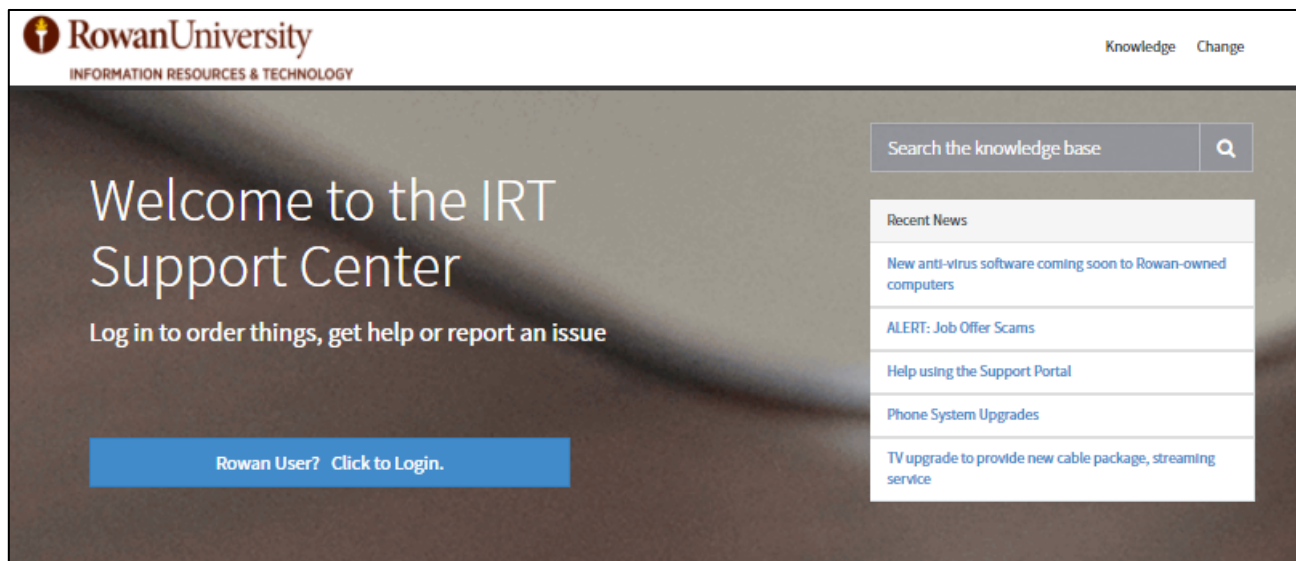 RowanUniversity
INFORMATION RESOURCES & TECHNOLOGY
Knowledge Change
Search the knowledge base
Welcome to the IRT
Support Center
Log in to order things, get help or report an issue
Rowan User? Click to Login.
Recent News
New anti-virus software coming soon to Rowan-owned
computers
ALERT: Job Offer Scams
Help using the Support Portal
Phone System Upgrades
TV upgrade to provide new cable package, streaming
service